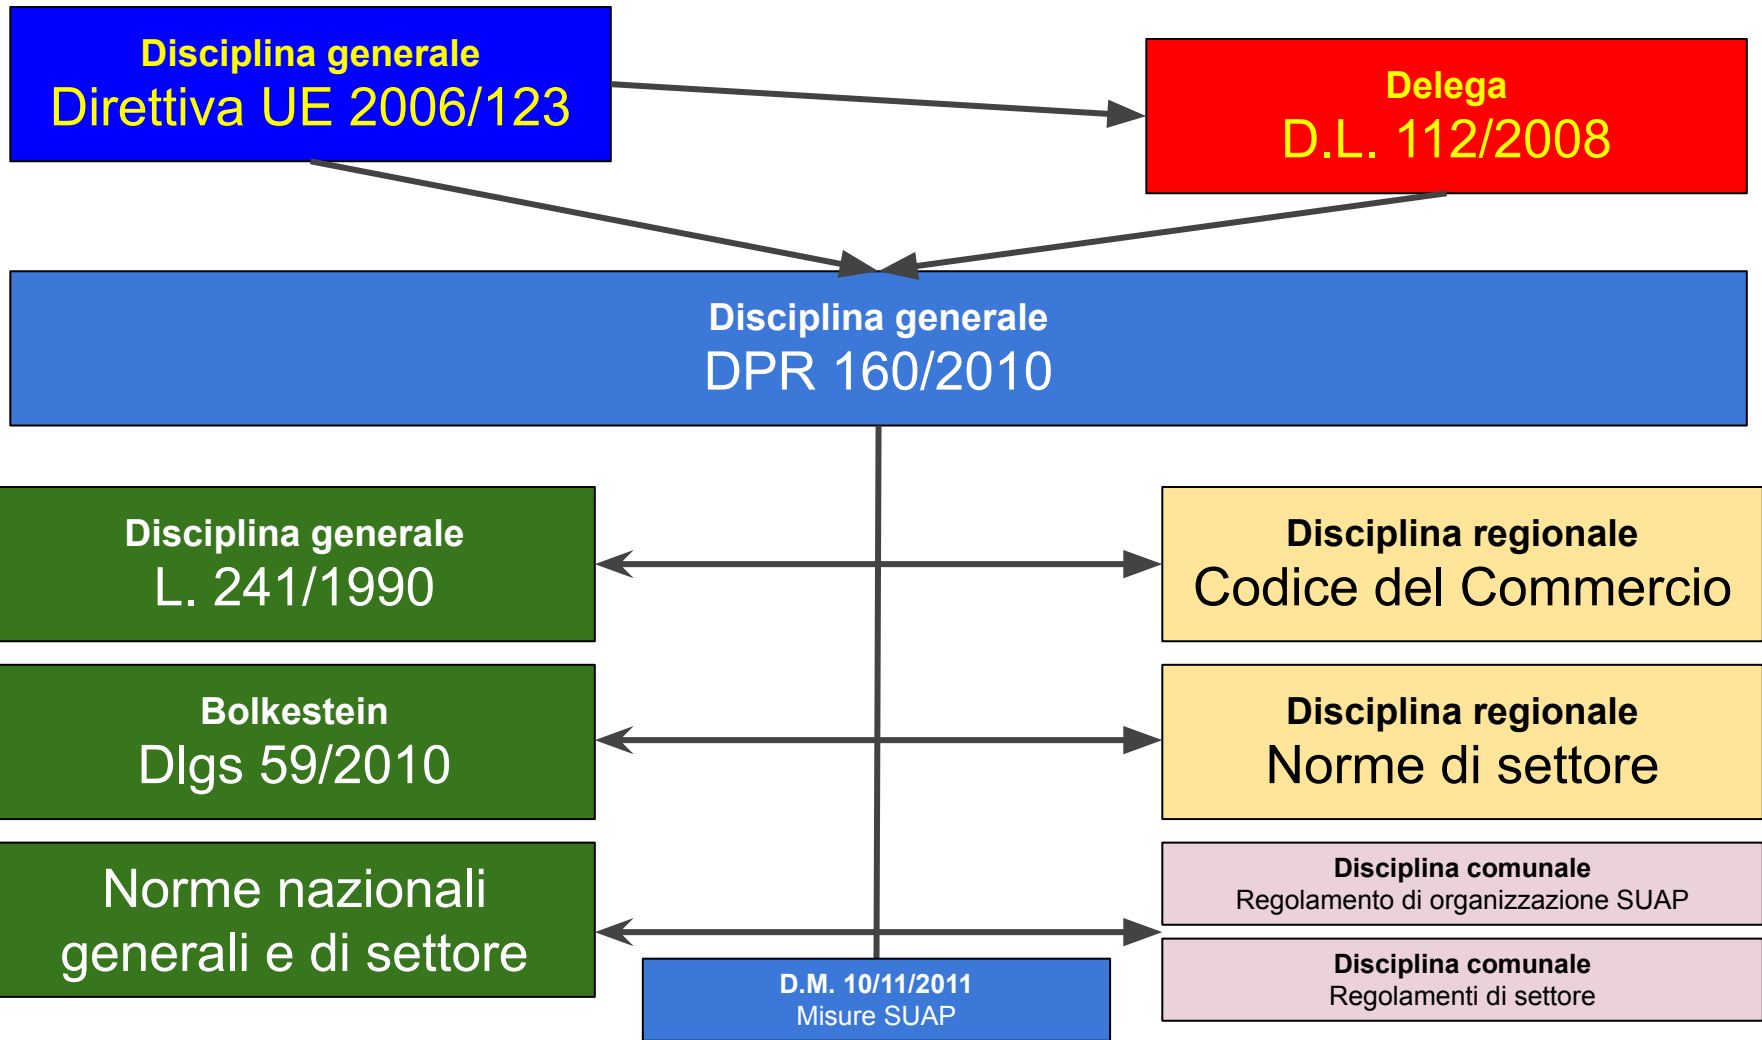 Disciplina generale
Direttiva UE 2006/123
Delega
D.L. 112/2008
Disciplina generale
DPR 160/2010
Disciplina generale
L. 241/1990
Disciplina regionale
Codice del Commercio
Bolkestein
Dlgs 59/2010
Disciplina regionale
Norme di settore
Norme nazionali
generali e di settore
Disciplina comunale
Regolamento di organizzazione SUAP
Disciplina comunale
Regolamenti di settore
D.M. 10/11/2011
Misure SUAP